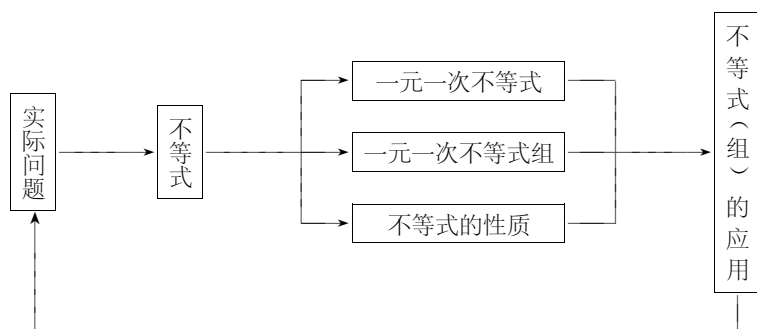 实际问题
不等式
一元一次不等式
一元一次不等式组
不等式的性质
不等式（组）的应用